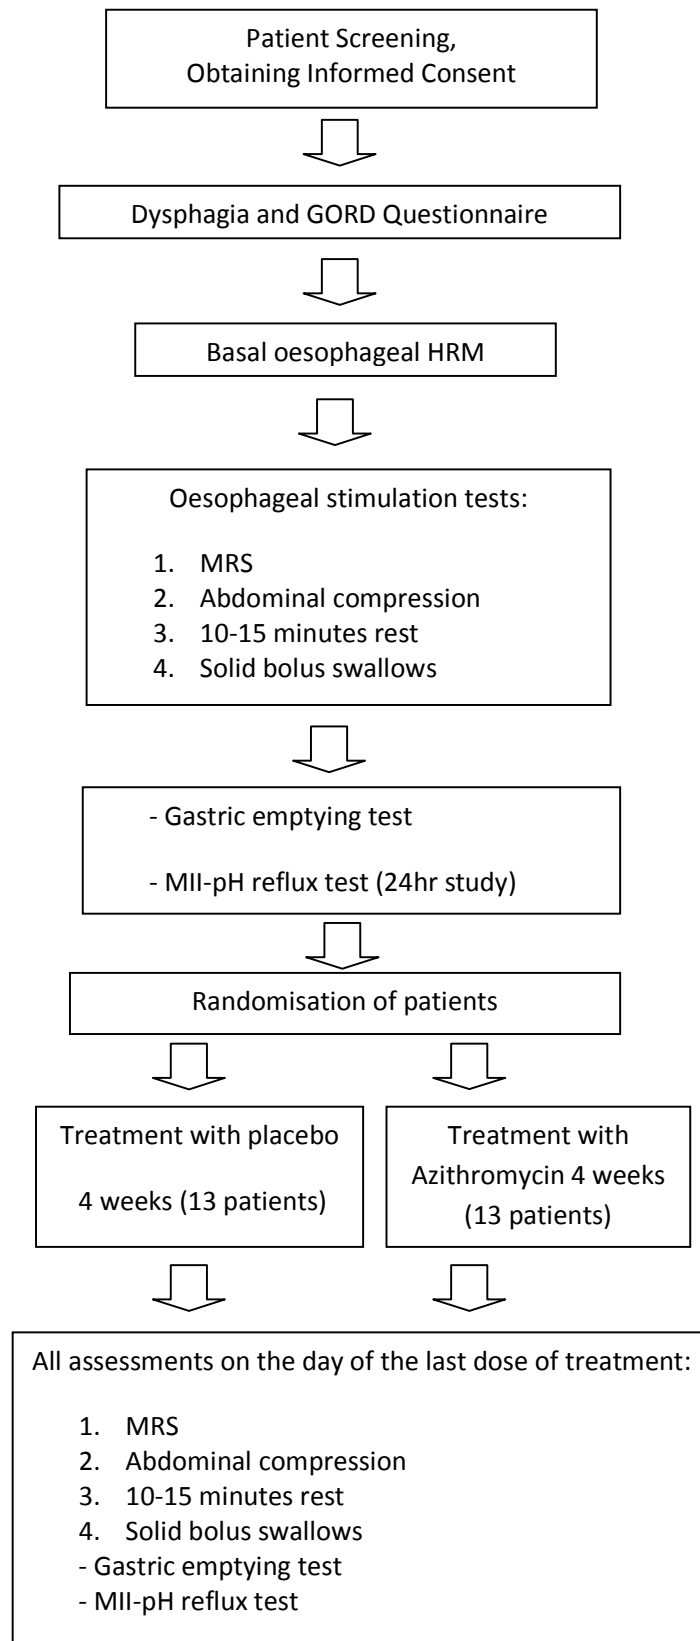 Patient Screening,
Obtaining Informed Consent
Dysphagia and GORD Questionnaire
Basal oesophageal HRM
Oesophageal stimulation tests:
1. MRS
2. Abdominal compression
3. 10-15 minutes rest
4. Solid bolus swallows
- Gastric emptying test
- MII-pH reflux test (24hr study)
Randomisation of patients
Treatment with placebo
4 weeks (13 patients)
Treatment with
Azithromycin 4 weeks
(13 patients)
All assessments on the day of the last dose of treatment:
1. MRS
2. Abdominal compression
3. 10-15 minutes rest
4. Solid bolus swallows
- Gastric emptying test
- MII-pH reflux test